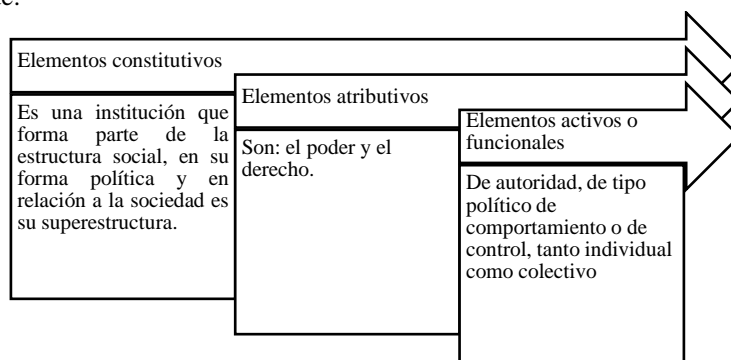 Elementos constitutivos
Es una institución que
forma parte de la
estructura social, en su
forma política y en
relación a la sociedad es
su superestructura.
Elementos atributivos
Son: el poder y el
derecho.
Elementos activos o
funcionales
De autoridad, de tipo
político de
comportamiento o de
control, tanto individual
como colectivo